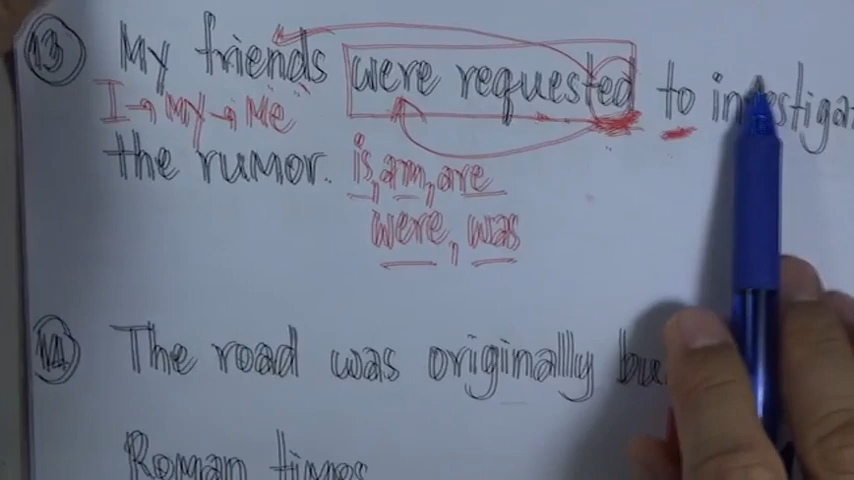 13 My friends were requested to investiga
I → My → Me
the rumor. is, am, are
were, was
14 The road was originally bu
Roman times